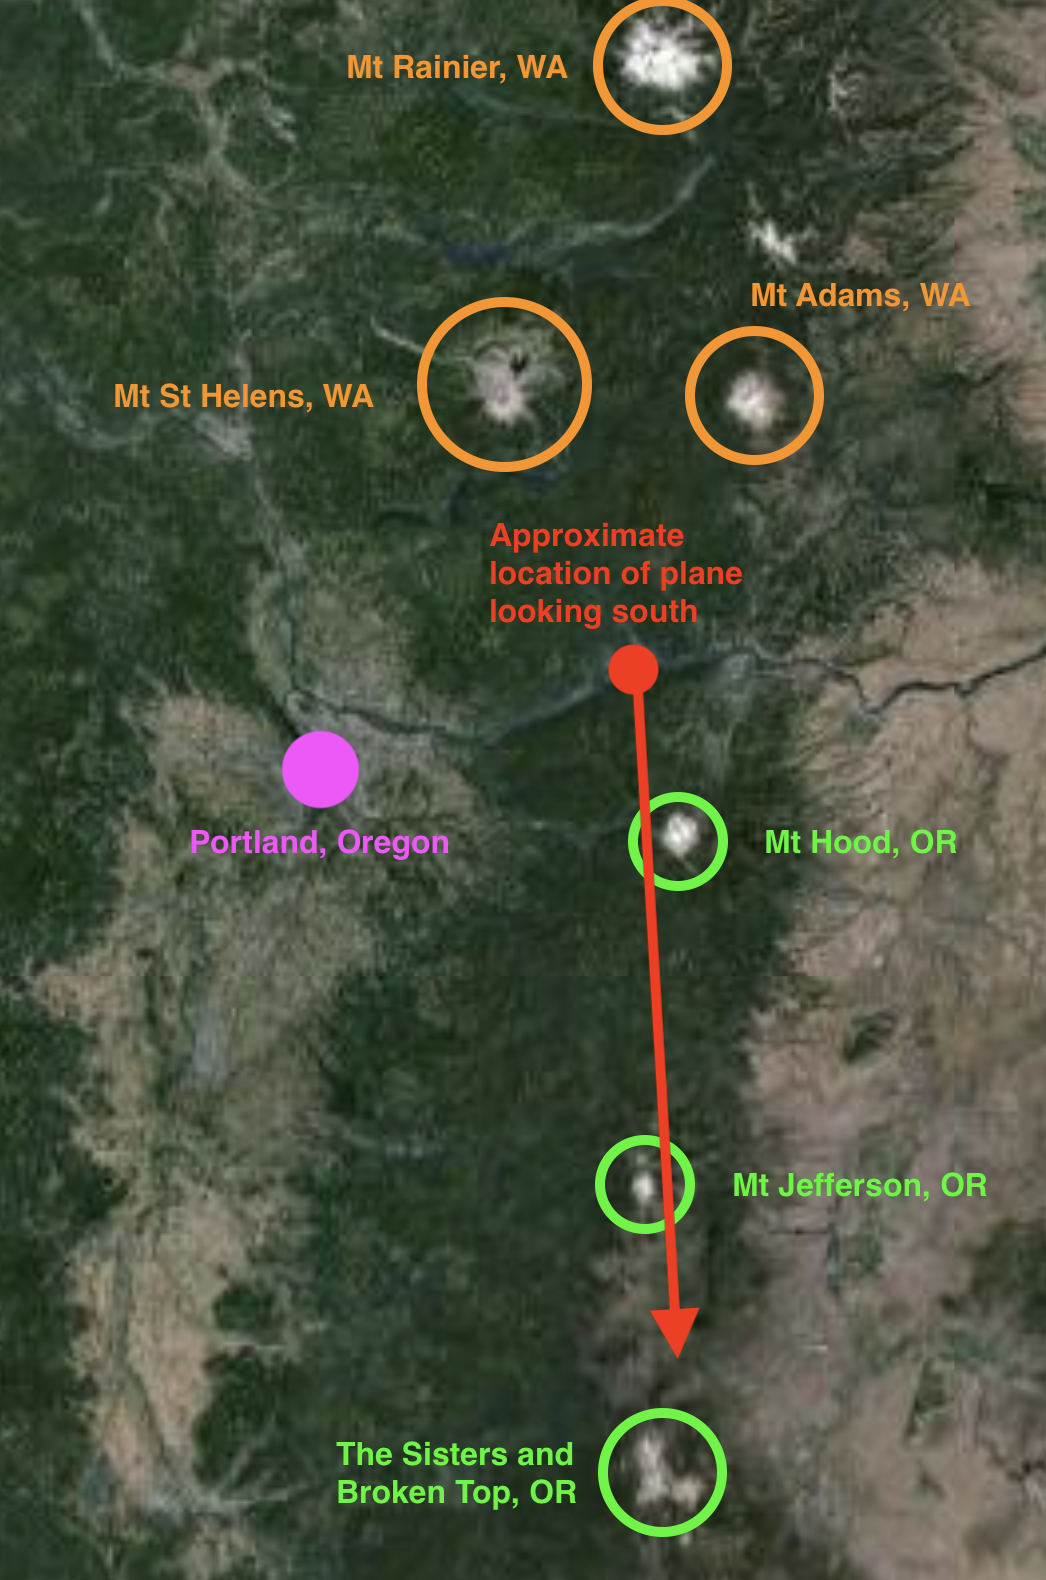 Mt Rainier, WA
Mt Adams, WA
Mt St Helens, WA
Approximate
location of plane
looking south
Portland, Oregon
Mt Hood, OR
Mt Jefferson, OR
The Sisters and
Broken Top, OR